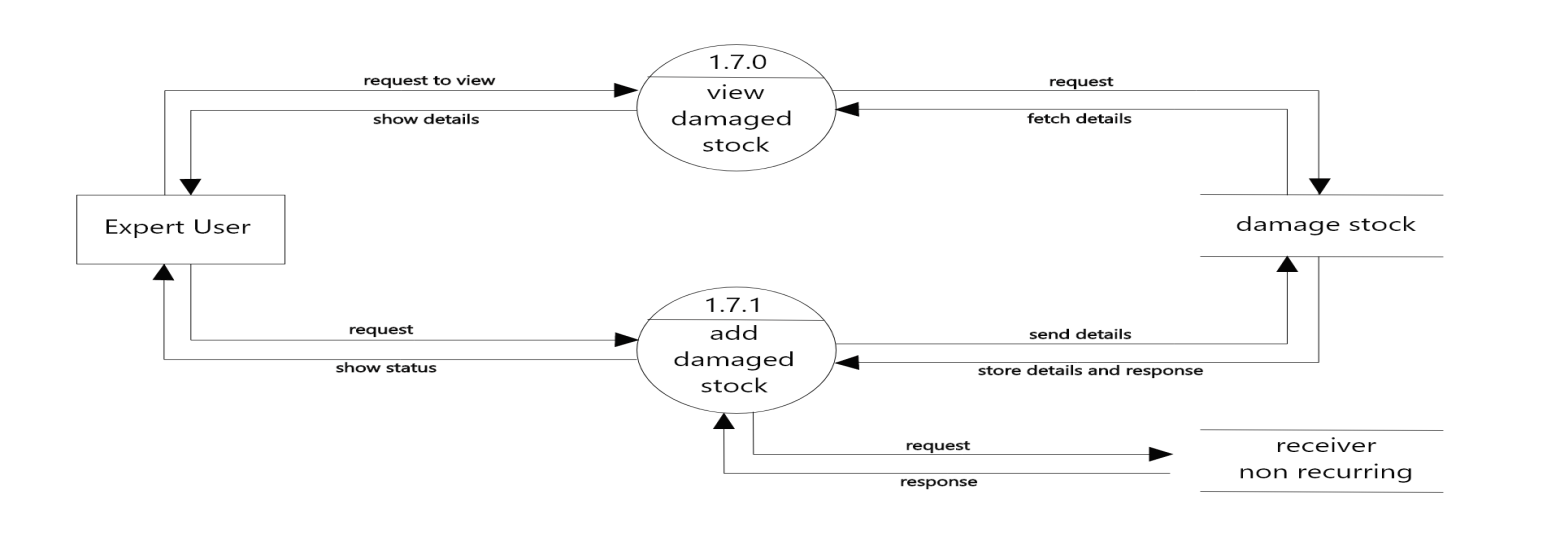 1.7.0
request to view
view
request
damaged
show details
fetch details
stock
Expert User
damage stock
1.7.1
request
add
send details
damaged
show status
store details and response
stock
request
receiver
non recurring
response